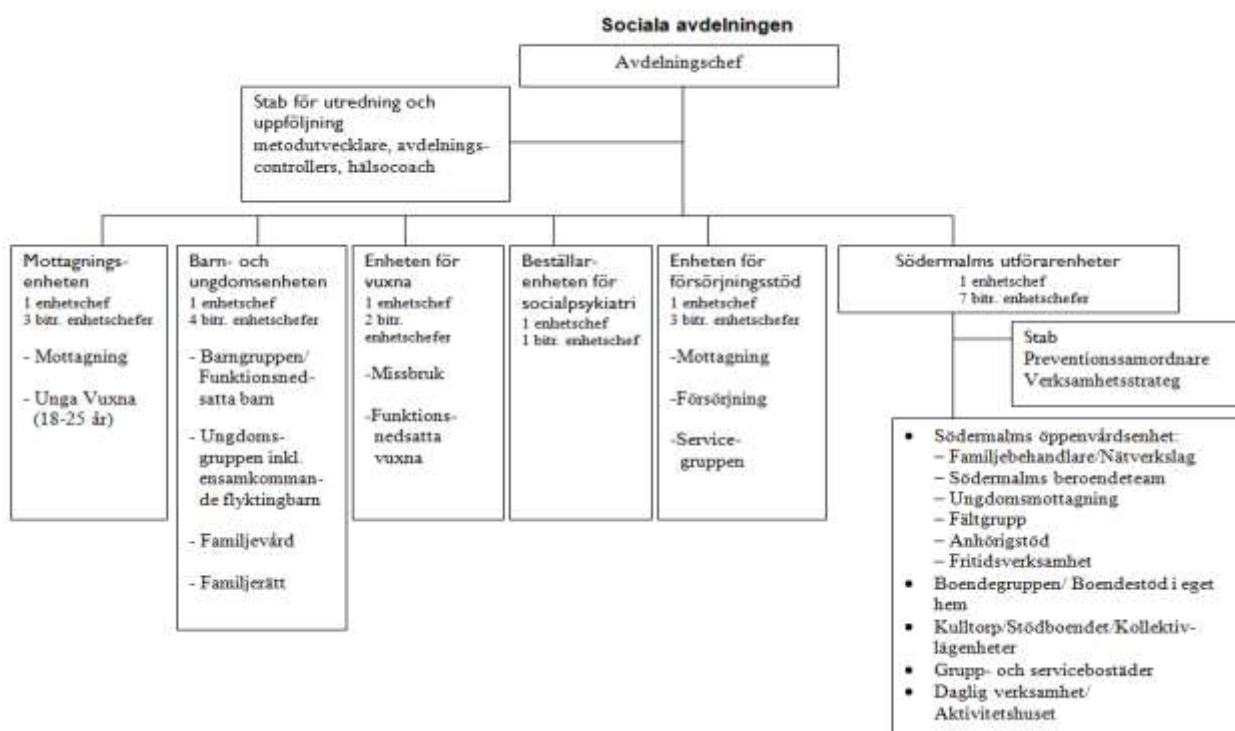 Sociala avdelningen
Avdelningschef
Stab för utredning och
uppföljning
metodutvecklare, avdelnings-
controllers, hälsocoach
Mottagnings-
enheten
1 enhetschef
3 bitr. enhetschefer
- Mottagning
- Unga Vuxna
(18-25 år)
Barn- och
ungdomsenheten
1 enhetschef
4 bitr. enhetschefer
- Barngruppen/
Funktionsned-
satta barn
- Ungdoms-
gruppen inkl.
ensamkomman-
de flyktingbarn
- Familjevård
- Familjerätt
Enheten för
vuxna
1 enhetschef
2 bitr.
enhetschefer
-Missbruk
-Funktions-
nedsatta
vuxna
Beställar-
enheten för
socialpsykiatri
1 enhetschef
1 bitr. enhetschef
Enheten för
försörjningsstöd
1 enhetschef
3 bitr. enhetschefer
-Mottagning
-Försörjning
-Service-
gruppen
Södermalms utförarenheter
1 enhetschef
7 bitr. enhetschefer
Stab
Preventionssamordnare
Verksamhetsstrateg
• Södermalms öppenvårdsenhet:
– Familjebehandlare/Nätverkslag
– Södermalms beroendeteam
– Ungdomsmottagning
– Fältgrupp
– Anhörigstöd
– Fritidsverksamhet
• Boendegruppen/ Boendestöd i eget
hem
• Kulltorp/Stödboendet/Kollektiv-
lägenheter
• Grupp- och servicebostäder
• Daglig verksamhet/
Aktivitetshuset